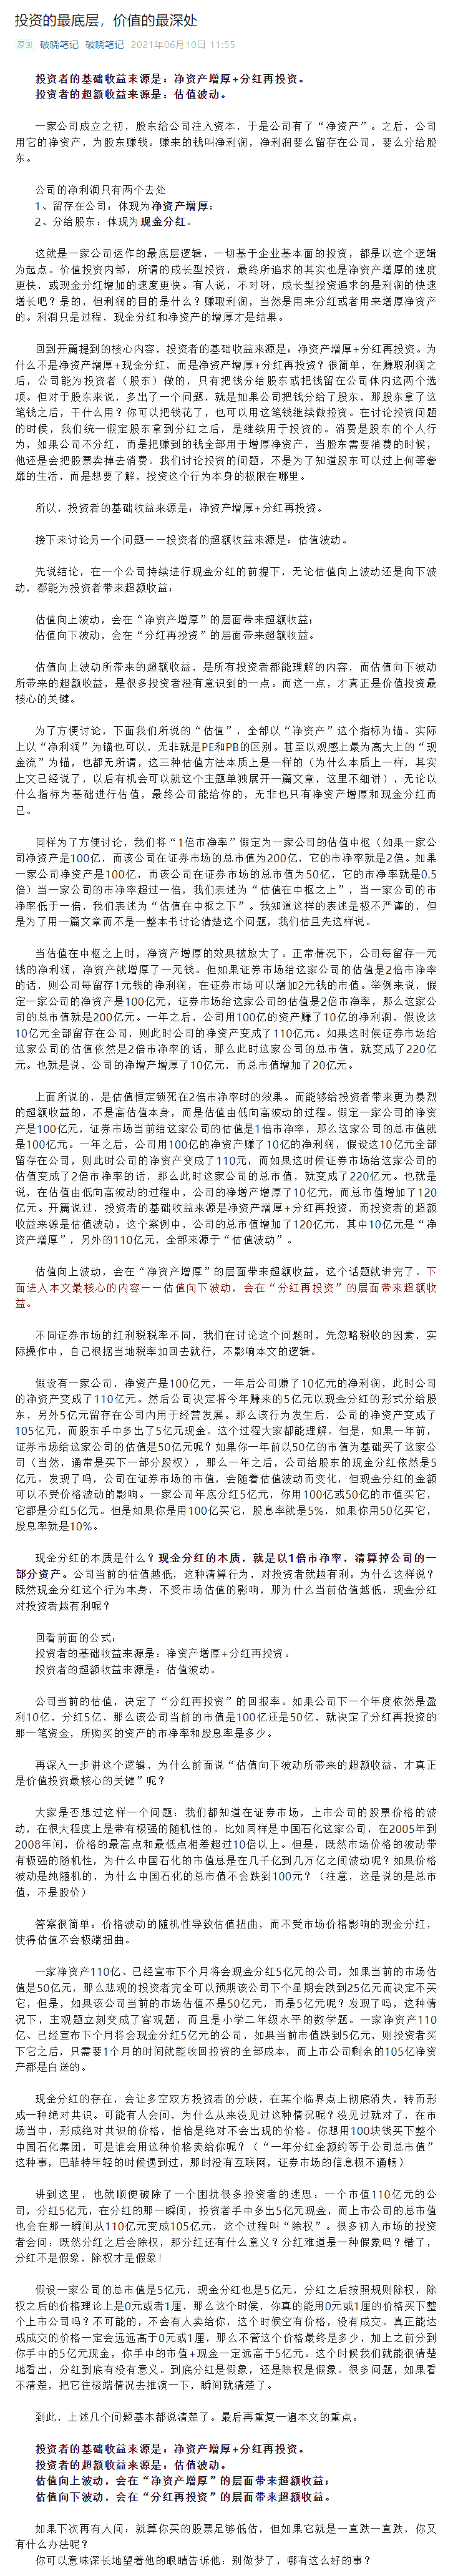 投资的最底层，价值的最深处
原创 破晓笔记 破晓笔记 2021年06月10日 11:55
投资者的基础收益来源是：净资产增厚+分红再投资。
投资者的超额收益来源是：估值波动。
一家公司成立之初，股东给公司注入资本，于是公司有了“净资产”。之后，公司
用它的净资产，为股东赚钱。赚来的钱叫净利润，净利润要么留存在公司，要么分给股
东。
公司的净利润只有两个去处
1、留存在公司：体现为净资产增厚；
2、分给股东：体现为现金分红。
这就是一家公司运作的最底层逻辑，一切基于企业基本面的投资，都是以这个逻辑
为起点。价值投资内部，所谓的成长型投资，最终所追求的其实也是净资产增厚的速度
更快，或现金分红增加的速度更快。有人说，不对呀，成长型投资追求的是利润的快速
增长吧？是的，但利润的目的是什么？赚取利润，当然是用来分红或者用来增厚净资产
的。利润只是过程，现金分红和净资产的增厚才是结果。
回到开篇提到的核心内容，投资者的基础收益来源是：净资产增厚+分红再投资。为
什么不是净资产增厚+现金分红，而是净资产增厚+分红再投资？很简单，在赚取利润之
后，公司能为投资者（股东）做的，只有把钱分给股东或把钱留在公司体内这两个选
项。但对于股东来说，多出了一个问题，就是如果公司把钱分给了股东，那股东拿了这
笔钱之后，干什么用？你可以把钱花了，也可以用这笔钱继续做投资。在讨论投资问题
的时候，我们统一假定股东拿到分红之后，是继续用于投资的。消费是股东的个人行
为，如果公司不分红，而是把赚到的钱全部用于增厚净资产，当股东需要消费的时候，
他还是会把股票卖掉去消费。我们讨论投资的问题，不是为了知道股东可以过上何等奢
靡的生活，而是想要了解，投资这个行为本身的极限在哪里。
所以，投资者的基础收益来源是：净资产增厚+分红再投资。
接下来讨论另一个问题——投资者的超额收益来源是：估值波动。
先说结论，在一个公司持续进行现金分红的前提下，无论估值向上波动还是向下波
动，都能为投资者带来超额收益：
估值向上波动，会在“净资产增厚”的层面带来超额收益；
估值向下波动，会在“分红再投资”的层面带来超额收益。
估值向上波动所带来的超额收益，是所有投资者都能理解的内容，而估值向下波动
所带来的超额收益，是很多投资者没有意识到的一点。而这一点，才真正是价值投资最
核心的关键。
为了方便讨论，下面我们所说的“估值”，全部以“净资产”这个指标为锚。实际
上以“净利润”为锚也可以，无非就是PE和PB的区别。甚至以观感上最为高大上的“现
金流”为锚，也都无所谓，这三种估值方法本质上是一样的（为什么本质上一样，其实
上文已经说了，以后有机会可以就这个主题单独展开一篇文章，这里不细讲），无论以
什么指标为基础进行估值，最终公司能给你的，无非也只有净资产增厚和现金分红而
已。
同样为了方便讨论，我们将“1倍市净率”假定为一家公司的估值中枢（如果一家公
司净资产是100亿，而该公司在证券市场的总市值为200亿，它的市净率就是2倍。如果
一家公司净资产是100亿，而该公司在证券市场的总市值为50亿，它的市净率就是0.5
倍）当一家公司的市净率超过一倍，我们表述为“估值在中枢之上”，当一家公司的市
净率低于一倍，我们表述为“估值在中枢之下”。我知道这样的表述是极不严谨的，但
是为了用一篇文章而不是一整本书讨论清楚这个问题，我们估且先这样说。
当估值在中枢之上时，净资产增厚的效果被放大了。正常情况下，公司每留存一元
钱的净利润，净资产就增厚了一元钱。但如果证券市场给这家公司的估值是2倍市净率
的话，则公司每留存1元钱的净利润，在证券市场可以增加2元钱的市值。举例来说，假
定一家公司的净资产是100亿元，证券市场给这家公司的估值是2倍市净率，那么这家公
司的总市值就是200亿元。一年之后，公司用100亿的资产赚了10亿的净利润，假设这
10亿元全部留存在公司，则此时公司的净资产变成了110亿元。如果这时候证券市场给
这家公司的估值依然是2倍市净率的话，那么此时这家公司的总市值，就变成了220亿
元。也就是说，公司的净增产增厚了10亿元，而总市值增加了20亿元。
上面所说的，是估值恒定锁死在2倍市净率时的效果。而能够给投资者带来更为暴烈
的超额收益的，不是高估值本身，而是估值由低向高波动的过程。假定一家公司的净资
产是100亿元，证券市场当前给这家公司的估值是1倍市净率，那么这家公司的总市值就
是100亿元。一年之后，公司用100亿的净资产赚了10亿的净利润，假设这10亿元全部
留存在公司，则此时公司的净资产变成了110元，而如果这时候证券市场给这家公司的
估值变成了2倍市净率的话，那么此时这家公司的总市值，就变成了220亿元。也就是
说，在估值由低向高波动的过程中，公司的净增产增厚了10亿元，而总市值增加了120
亿元。开篇说过，投资者的基础收益来源是净资产增厚+分红再投资，而投资者的超额
收益来源是估值波动。这个案例中，公司的总市值增加了120亿元，其中10亿元是“净
资产增厚”，另外的110亿元，全部来源于“估值波动”。
估值向上波动，会在“净资产增厚”的层面带来超额收益，这个话题就讲完了。下
面进入本文最核心的内容——估值向下波动，会在“分红再投资”的层面带来超额收
益。
不同证券市场的红利税税率不同，我们在讨论这个问题时，先忽略税收的因素，实
际操作中，自己根据当地税率加回去就行，不影响本文的逻辑。
假设有一家公司，净资产是100亿元，一年后公司赚了10亿元的净利润，此时公司
的净资产变成了110亿元。然后公司决定将今年赚来的5亿元以现金分红的形式分给股
东，另外5亿元留存在公司内用于经营发展。那么该行为发生后，公司的净资产变成了
105亿元，而股东手中多出了5亿元现金。这个过程大家都能理解。但是，如果一年前，
证券市场给这家公司的估值是50亿元呢？如果你一年前以50亿的市值为基础买了这家公
司（当然，通常是买下一部分股权），那么一年之后，公司给股东的现金分红依然是5
亿元。发现了吗，公司在证券市场的市值，会随着估值波动而变化，但现金分红的金额
可以不受价格波动的影响。一家公司年底分红5亿元，你用100亿或50亿的市值买它，
它都是分红5亿元。但是如果你是用100亿买它，股息率就是5%，如果你用50亿买它，
股息率就是10%。
现金分红的本质是什么？现金分红的本质，就是以1倍市净率，清算掉公司的一
部分资产。公司当前的估值越低，这种清算行为，对投资者就越有利。为什么这样说？
既然现金分红这个行为本身，不受市场估值的影响，那为什么当前估值越低，现金分红
对投资者越有利呢？
回看前面的公式：
投资者的基础收益来源是：净资产增厚+分红再投资。
投资者的超额收益来源是：估值波动。
公司当前的估值，决定了“分红再投资”的回报率。如果公司下一个年度依然是盈
利10亿，分红5亿，那么该公司当前的市值是100亿还是50亿，就决定了分红再投资的
那一笔资金，所购买的资产的市净率和股息率是多少。
再深入一步讲这个逻辑，为什么前面说“估值向下波动所带来的超额收益，才真正
是价值投资最核心的关键”呢？
大家是否想过这样一个问题：我们都知道在证券市场，上市公司的股票价格的波
动，在很大程度上是带有极强的随机性的。比如同样是中国石化这家公司，在2005年到
2008年间，价格的最高点和最低点相差超过10倍以上。但是，既然市场价格的波动带
有极强的随机性，为什么中国石化的市值总是在几千亿到几万亿之间波动呢？如果价格
波动是纯随机的，为什么中国石化的总市值不会跌到100元？（注意，这是说的是总市
值，不是股价）
答案很简单：价格波动的随机性导致估值扭曲，而不受市场价格影响的现金分红，
使得估值不会极端扭曲。
一家净资产110亿、已经宣布下个月将会现金分红5亿元的公司，如果当前的市场估
值是50亿元，那么悲观的投资者完全可以预期该公司下个星期会跌到25亿元而决定不买
它，但是，如果该公司当前的市场估值不是50亿元，而是5亿元呢？发现了吗，这种情
况下，主观题立刻变成了客观题，而且是小学二年级水平的数学题。一家净资产110
亿、已经宣布下个月将会现金分红5亿元的公司，如果当前市值跌到5亿元，则投资者买
下它之后，只需要1个月的时间就能收回投资的全部成本，而上市公司剩余的105亿净资
产都是白送的。
现金分红的存在，会让多空双方投资者的分歧，在某个临界点上彻底消失，转而形
成一种绝对共识。可能有人会问，为什么从来没见过这种情况呢？没见过就对了，在市
场当中，形成绝对共识的价格，恰恰是绝对不会出现的价格。你想用100块钱买下整个
中国石化集团，可是谁会用这种价格卖给你呢？（“一年分红金额约等于公司总市值”
这种事，巴菲特年轻的时候遇到过，那时没有互联网，证券市场的信息极不通畅）
讲到这里，也就顺便破除了一个困扰很多投资者的迷思：一个市值110亿元的公
司，分红5亿元，在分红的那一瞬间，投资者手中多出5亿元现金，而上市公司的总市值
也会在那一瞬间从110亿元变成105亿元，这个过程叫“除权”。很多初入市场的投资
者会问：既然分红之后会除权，那分红还有什么意义？分红难道是一种假象吗？错了，
分红不是假象，除权才是假象！
假设一家公司的总市值是5亿元，现金分红也是5亿元，分红之后按照规则除权，除
权之后的价格理论上是0元或者1厘，那么这个时候，你真的能用0元或1厘的价格买下整
个上市公司吗？不可能的，不会有人卖给你，这个时候空有价格，没有成交。真正能达
成成交的价格一定会远远高于0元或1厘，那么不管这个价格最终是多少，加上之前分到
你手中的5亿元现金，你手中的市值+现金一定远高于5亿元。这个时候我们就能很清楚
地看出，分红到底有没有意义。到底分红是假象，还是除权是假象。很多问题，如果看
不清楚，把它往极端情况去推演一下，瞬间就清楚了。
到此，上述几个问题基本都说清楚了。最后再重复一遍本文的重点。
投资者的基础收益来源是：净资产增厚+分红再投资。
投资者的超额收益来源是：估值波动。
估值向上波动，会在“净资产增厚”的层面带来超额收益；
估值向下波动，会在“分红再投资”的层面带来超额收益。
如果下次再有人问：就算你买的股票足够低估，但如果它就是一直跌一直跌，你又
有什么办法呢？
你可以意味深长地望着他的眼睛告诉他：别做梦了，哪有这么好的事？